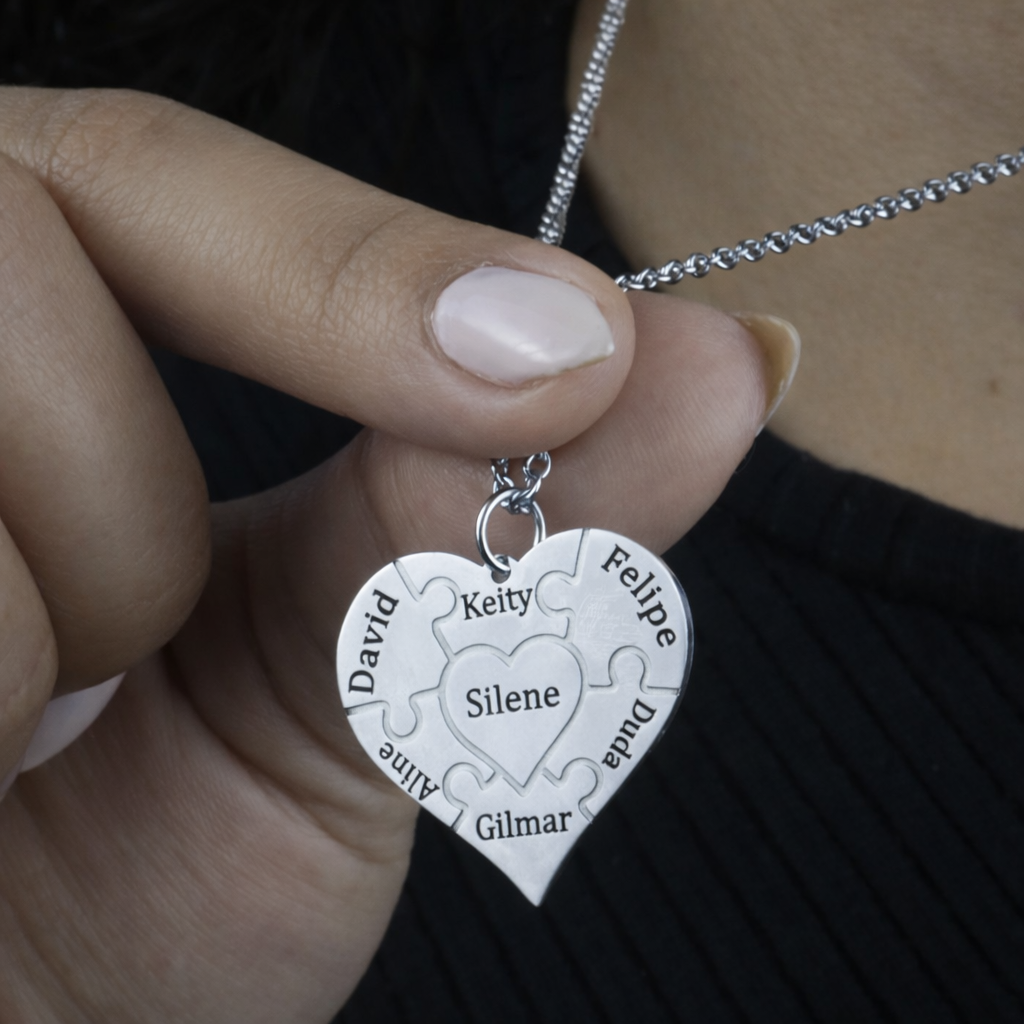 Keity
Felipe
David
Silene
Duda
Aline
Gilmar